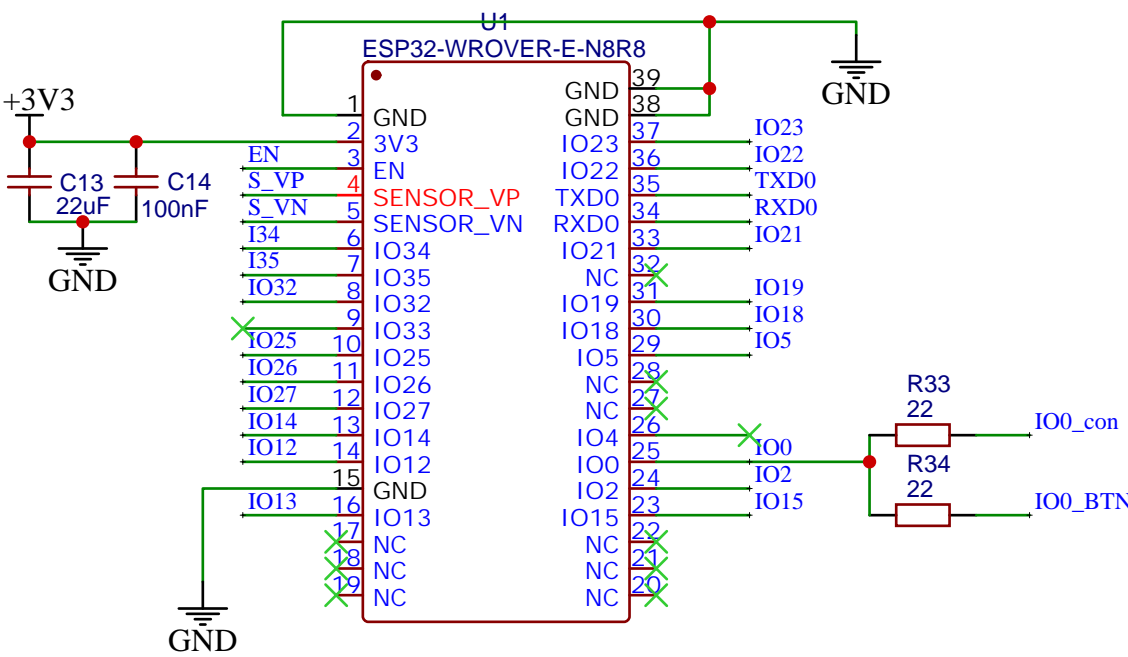 U1
ESP32-WROVER-E-N8R8
+3V3
C13
22uF
C14
100nF
GND
GND
GND
1 GND
2 3V3
EN 3 EN
S_VP 4 SENSOR_VP
S_VN 5 SENSOR_VN
I34 6 IO34
I35 7 IO35
IO32 8 IO32
9 IO33
IO25 10 IO25
IO26 11 IO26
IO27 12 IO27
IO14 13 IO14
IO12 14 IO12
15 GND
IO13 16 IO13
17 NC
18 NC
19 NC
GND 39
GND 38
IO23 37 IO23
IO22 36 IO22
TXD0 35 TXD0
RXD0 34 RXD0
IO21 33 IO21
NC 32
IO19 31 IO19
IO18 30 IO18
IO5 29 IO5
NC 28
NC 27
IO4 26
IO0 25 IO0
IO2 24 IO2
IO15 23 IO15
NC 22
NC 21
NC 20
R33
22
IO0_con
R34
22
IO0_BTN